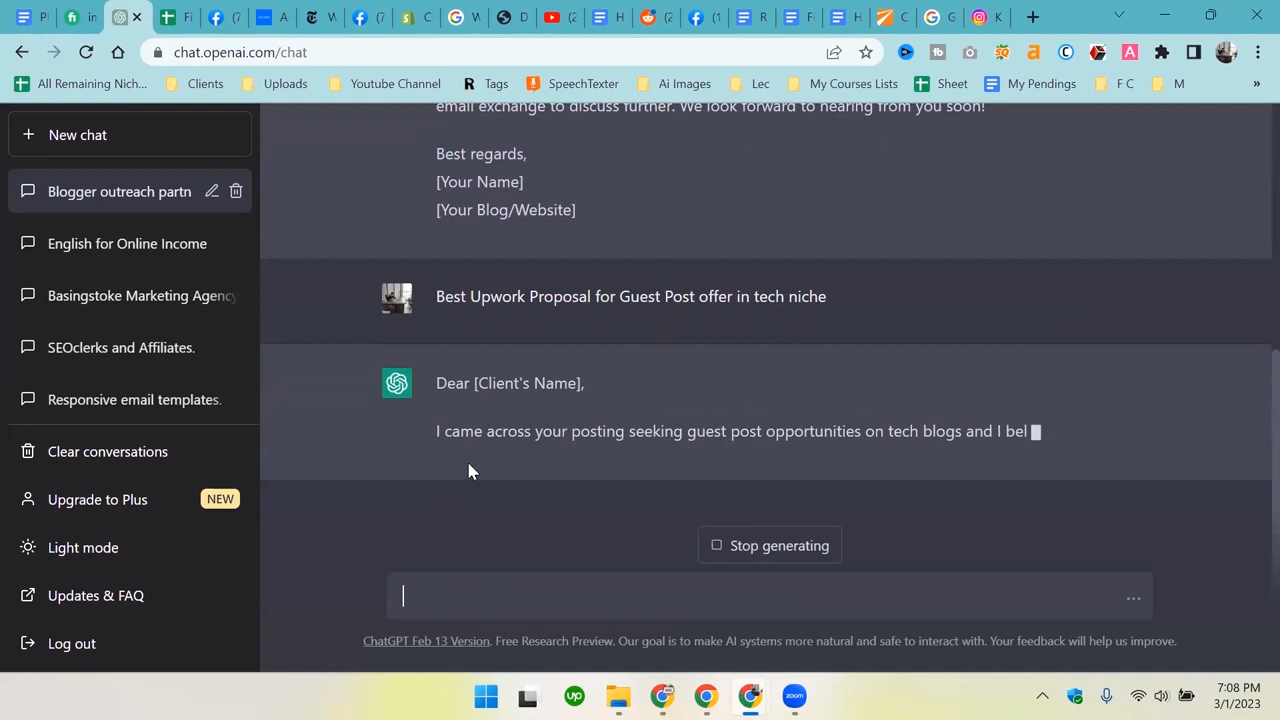 chat.openai.com/chat
All Remaining Nich...
Clients
Uploads
Youtube Channel
R Tags
SpeechTexter
Ai Images
Lec
My Courses Lists
Sheet
My Pendings
F C
M
»
New chat
Blogger outreach partn
English for Online Income
Basingstoke Marketing Agency
SEOclerks and Affiliates.
Responsive email templates.
Clear conversations
Upgrade to Plus
NEW
Light mode
Updates & FAQ
Log out
email exchange to discuss further. We look forward to hearing from you soon!
Best regards,
[Your Name]
[Your Blog/Website]
Best Upwork Proposal for Guest Post offer in tech niche
Dear [Client's Name],
I came across your posting seeking guest post opportunities on tech blogs and I bel
Stop generating
...
ChatGPT Feb 13 Version. Free Research Preview. Our goal is to make AI systems more natural and safe to interact with. Your feedback will help us improve.
up
zoom
7:08 PM
3/1/2023